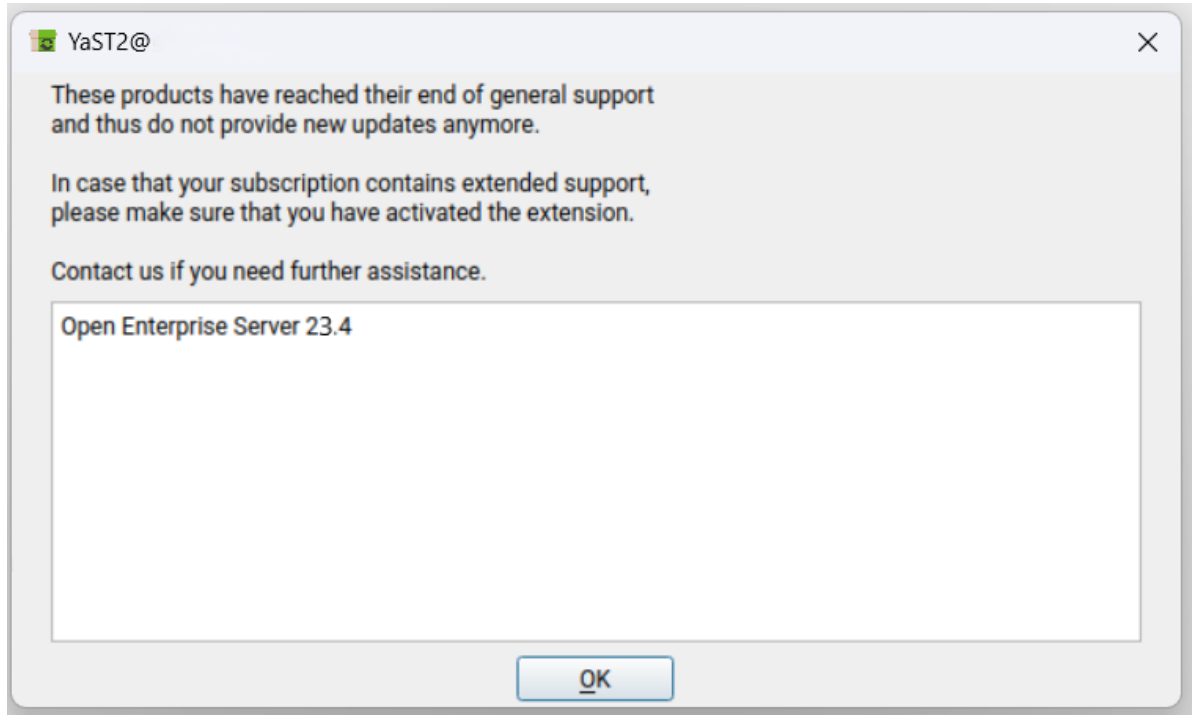 YaST2@
These products have reached their end of general support
and thus do not provide new updates anymore.
In case that your subscription contains extended support,
please make sure that you have activated the extension.
Contact us if you need further assistance.
Open Enterprise Server 23.4
OK